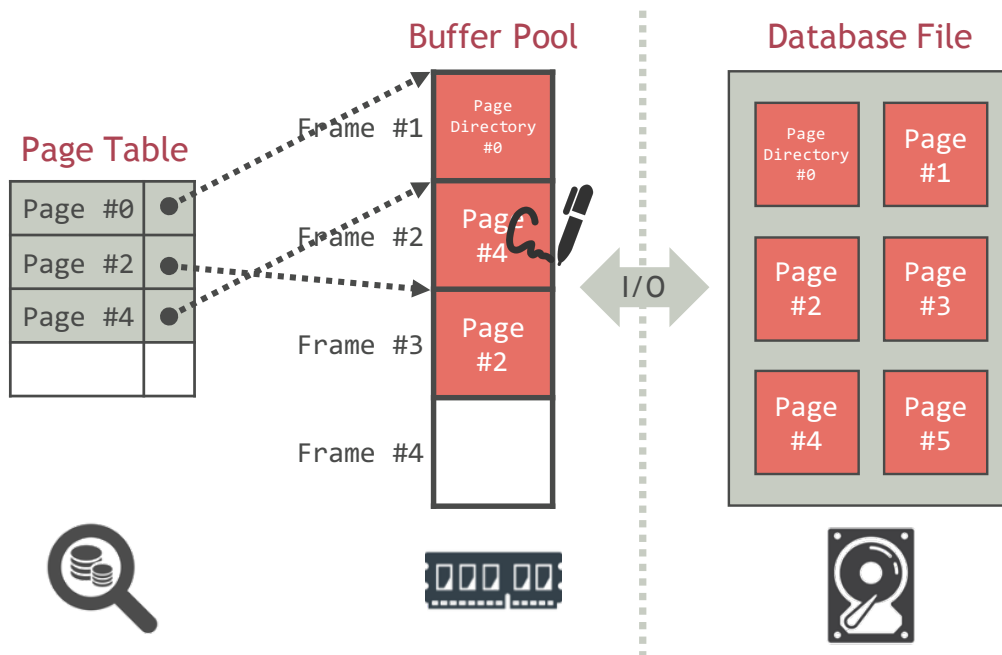 Buffer Pool
Database File
Page Table
Page #0
Page #2
Page #4
Frame #1
Frame #2
Frame #3
Frame #4
Page
Directory
#0
Page
#4
Page
#2
I/O
Page
Directory
#0
Page
#1
Page
#2
Page
#3
Page
#4
Page
#5